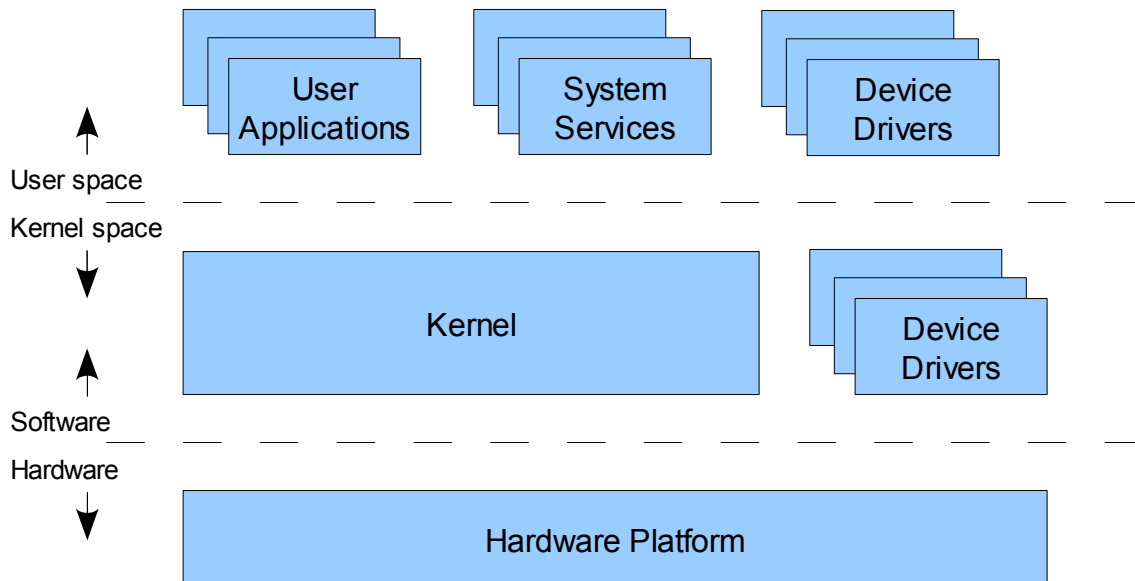 User
Applications
System
Services
Device
Drivers
User space
Kernel space
Kernel
Device
Drivers
Software
Hardware
Hardware Platform